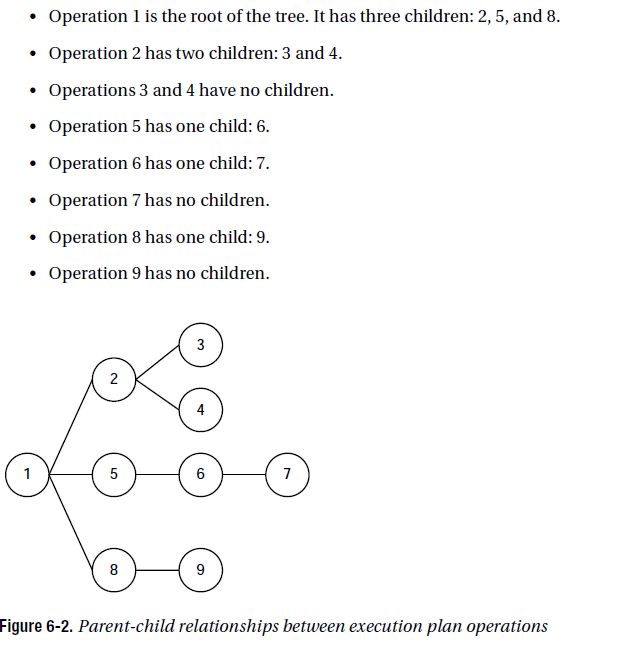 • Operation 1 is the root of the tree. It has three children: 2, 5, and 8.
• Operation 2 has two children: 3 and 4.
• Operations 3 and 4 have no children.
• Operation 5 has one child: 6.
• Operation 6 has one child: 7.
• Operation 7 has no children.
• Operation 8 has one child: 9.
• Operation 9 has no children.
3
2
4
1 5 6 7
8 9
Figure 6-2. Parent-child relationships between execution plan operations